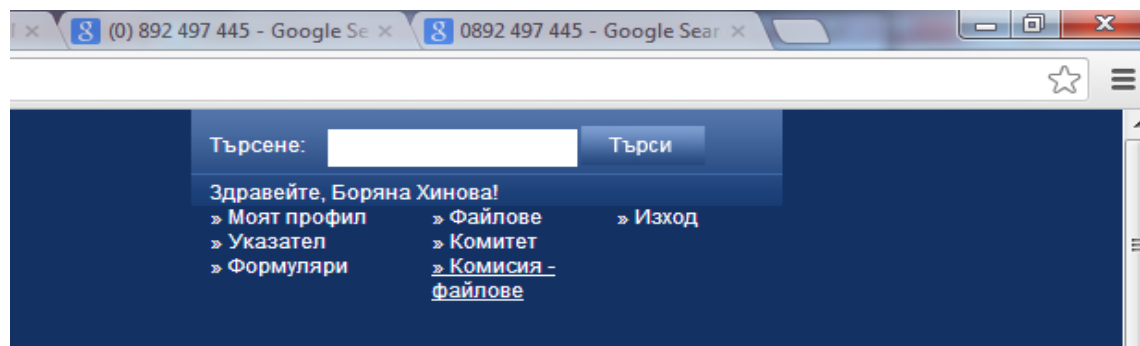 (0) 892 497 445 - Google Se
0892 497 445 - Google Sear
Търсене:
Търси
Здравейте, Боряна Хинова!
» Моят профил
» Файлове
» Изход
» Указател
» Комитет
» Формуляри
» Комисия -
файлове